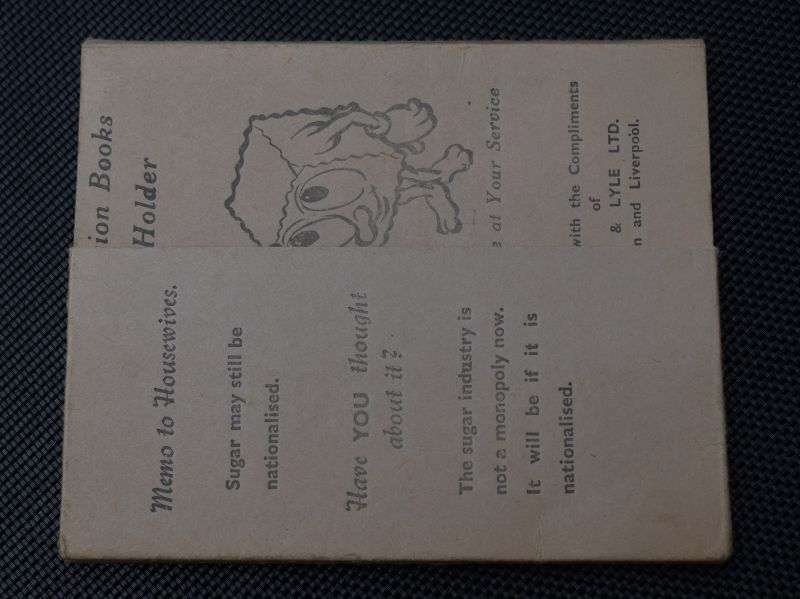 Memo to Housewives.
Sugar may still be
nationalised.
Have YOU thought
about it?
The sugar industry is
not a monopoly now.
It will be if it is
nationalised.
ion Books
Holder
e at Your Service
with the Compliments
of
& LYLE LTD.
n and Liverpool.